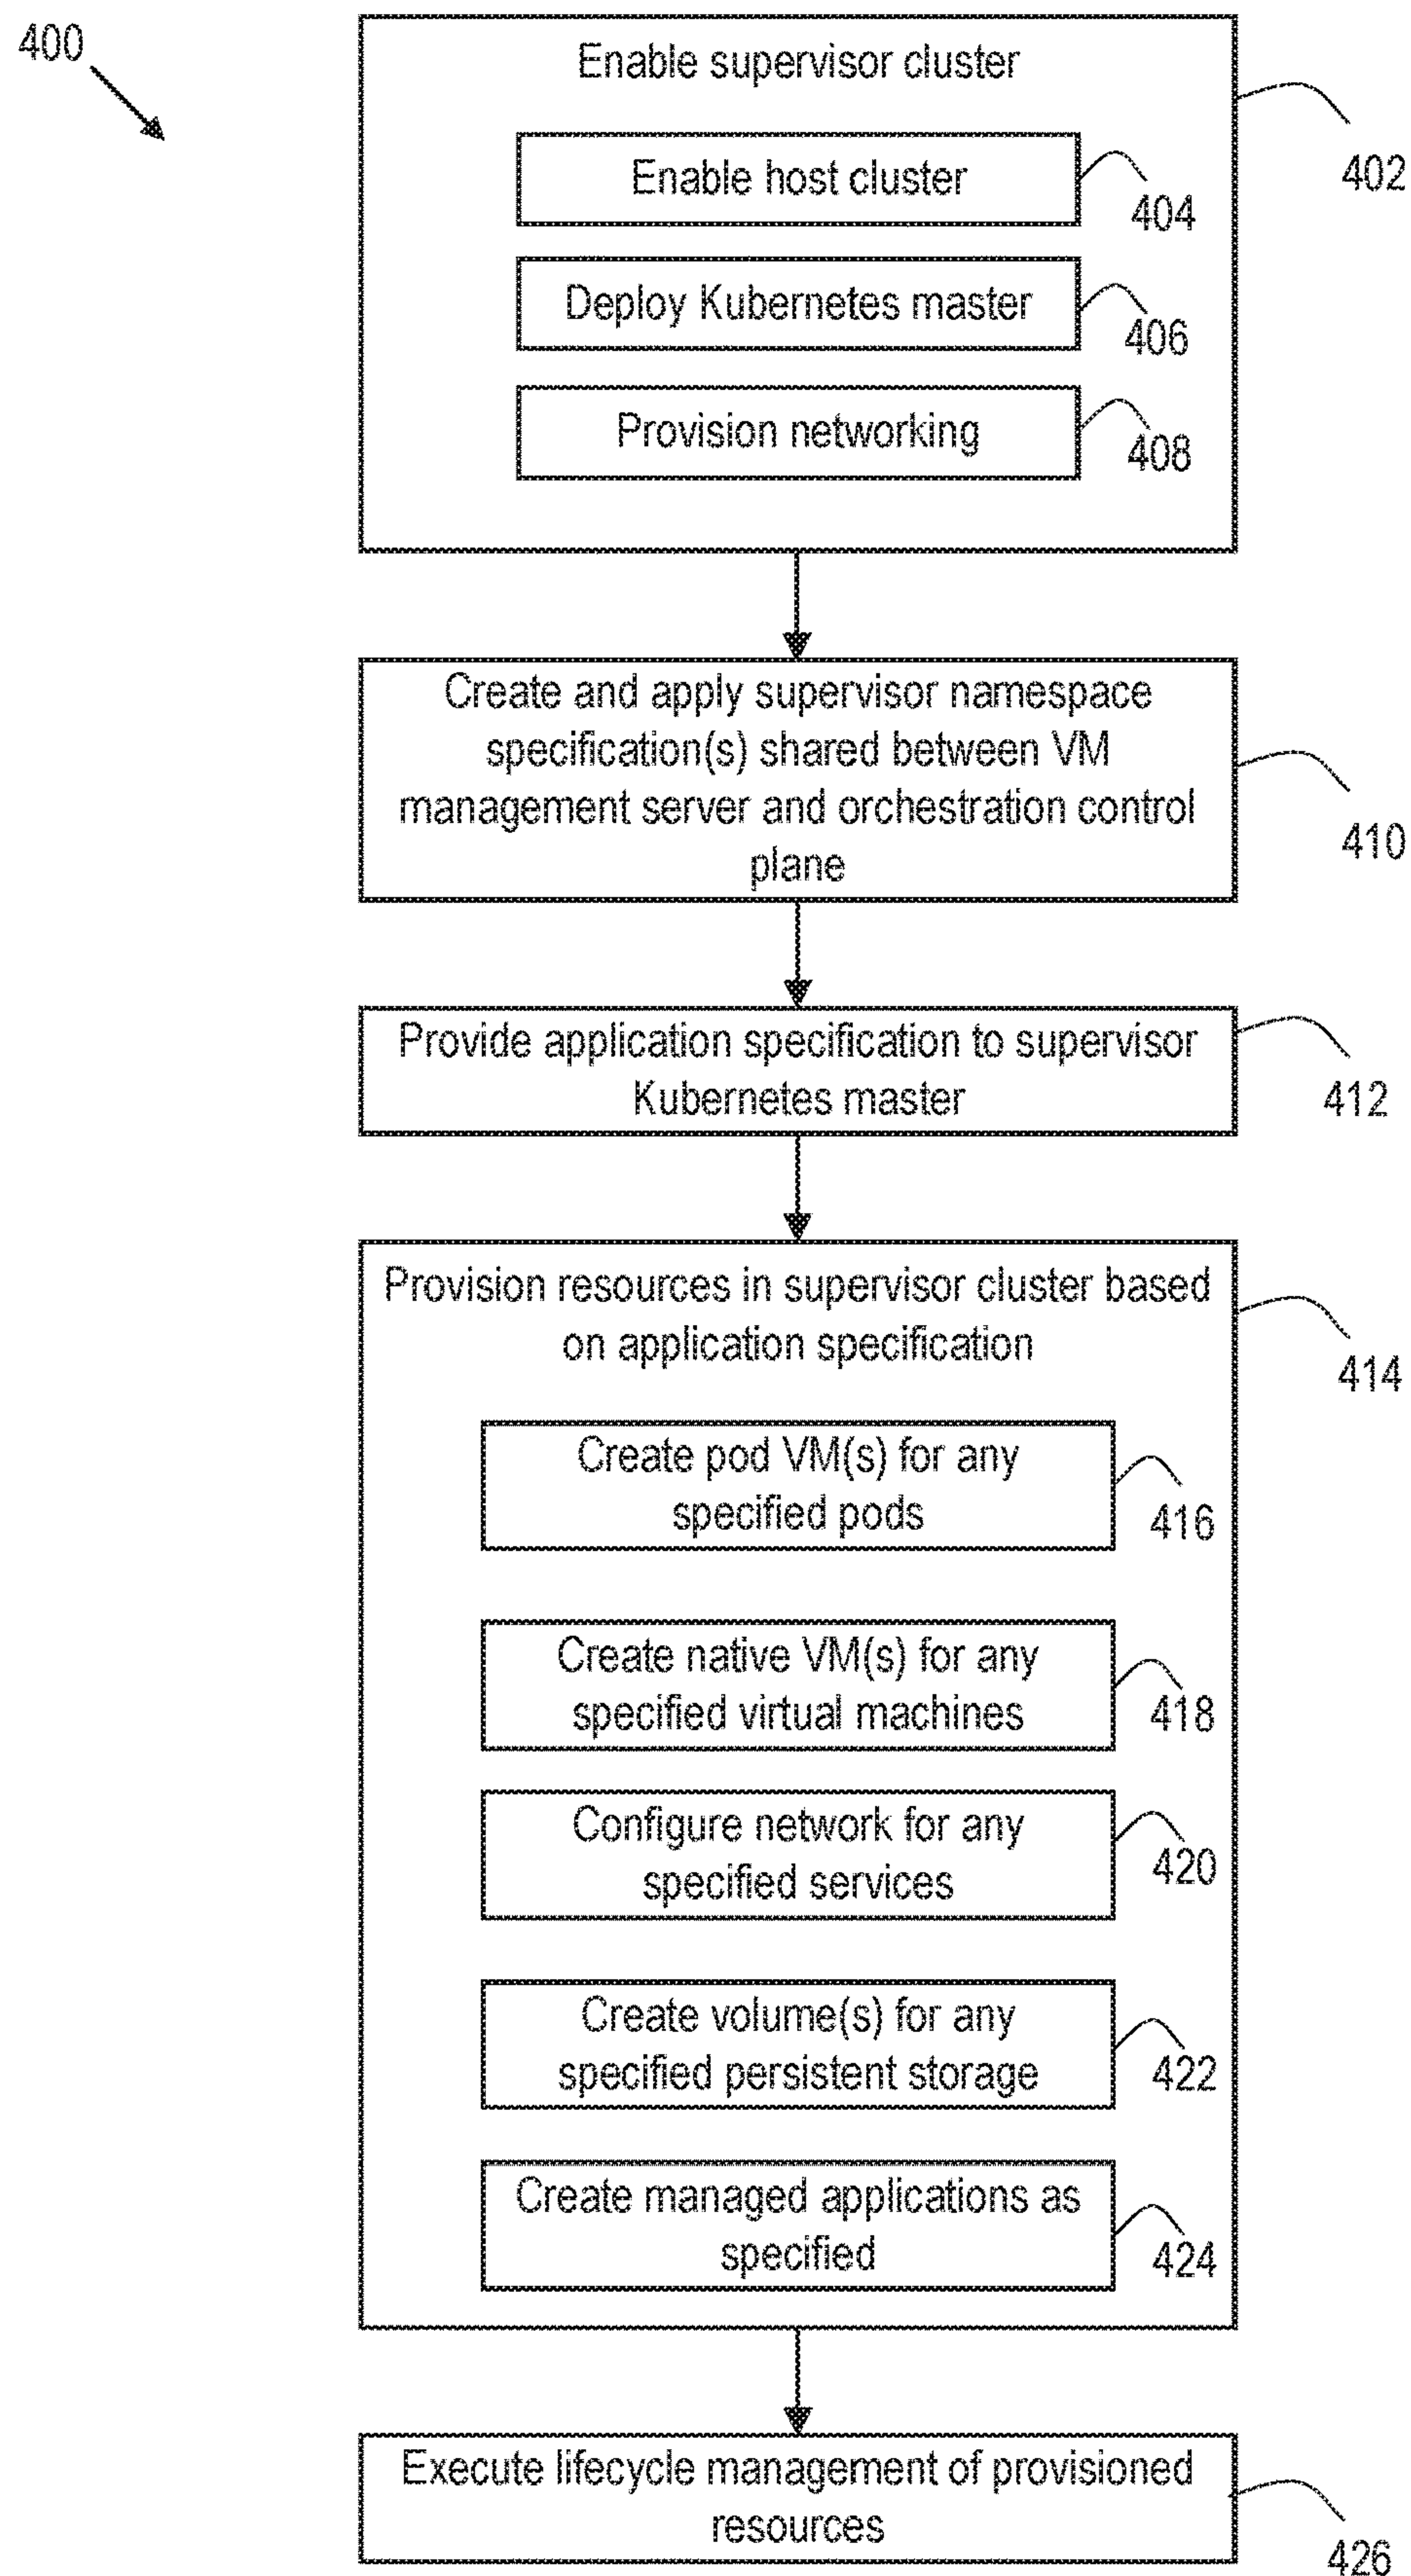 400
Enable supervisor cluster
402
Enable host cluster
404
Deploy Kubernetes master
406
Provision networking
408
Create and apply supervisor namespace
specification(s) shared between VM
management server and orchestration control
plane
410
Provide application specification to supervisor
Kubernetes master
412
Provision resources in supervisor cluster based
on application specification
414
Create pod VM(s) for any
specified pods
416
Create native VM(s) for any
specified virtual machines
418
Configure network for any
specified services
420
Create volume(s) for any
specified persistent storage
422
Create managed applications as
specified
424
Execute lifecycle management of provisioned
resources
426